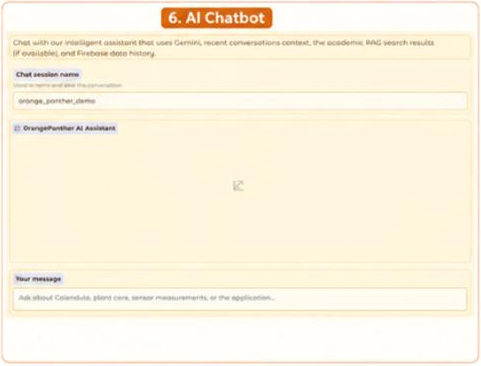 6. AI Chatbot
Chat with our intelligent assistant that uses Gemini, recent conversations context, the academic RAG search results
(if available), and Firebase data history.
Chat session name
Used to name and save this conversation
orange_panther_demo
OrangePanther AI Assistant
Your message
Ask about Calendula, plant care, sensor measurements, or the application...